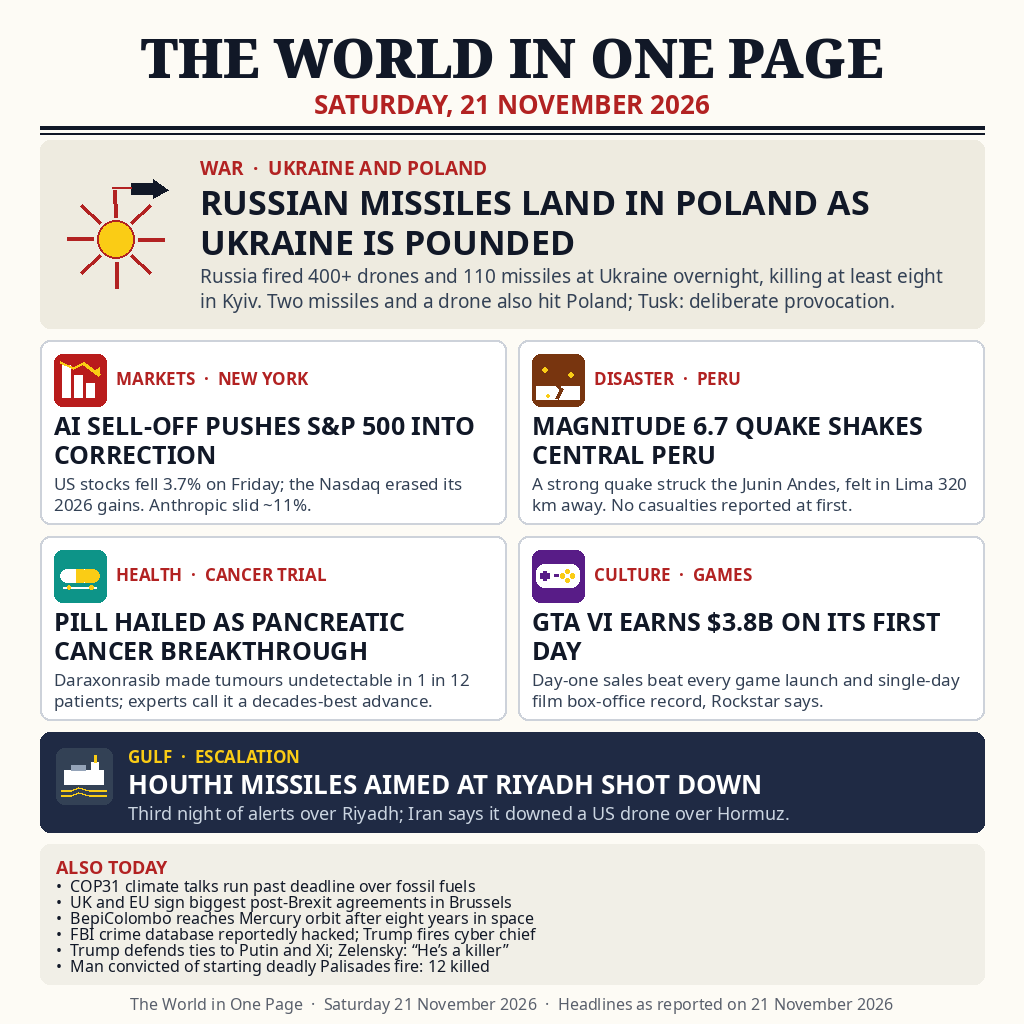 THE WORLD IN ONE PAGE
SATURDAY, 21 NOVEMBER 2026
WAR · UKRAINE AND POLAND
RUSSIAN MISSILES LAND IN POLAND AS
UKRAINE IS POUNDED
Russia fired 400+ drones and 110 missiles at Ukraine overnight, killing at least eight
in Kyiv. Two missiles and a drone also hit Poland; Tusk: deliberate provocation.
MARKETS · NEW YORK
AI SELL-OFF PUSHES S&P 500 INTO
CORRECTION
US stocks fell 3.7% on Friday; the Nasdaq erased its
2026 gains. Anthropic slid ~11%.
DISASTER · PERU
MAGNITUDE 6.7 QUAKE SHAKES
CENTRAL PERU
A strong quake struck the Junin Andes, felt in Lima 320
km away. No casualties reported at first.
HEALTH · CANCER TRIAL
PILL HAILED AS PANCREATIC
CANCER BREAKTHROUGH
Daraxonrasib made tumours undetectable in 1 in 12
patients; experts call it a decades-best advance.
CULTURE · GAMES
GTA VI EARNS $3.8B ON ITS FIRST
DAY
Day-one sales beat every game launch and single-day
film box-office record, Rockstar says.
GULF · ESCALATION
HOUTHI MISSILES AIMED AT RIYADH SHOT DOWN
Third night of alerts over Riyadh; Iran says it downed a US drone over Hormuz.
ALSO TODAY
• COP31 climate talks run past deadline over fossil fuels
• UK and EU sign biggest post-Brexit agreements in Brussels
• BepiColombo reaches Mercury orbit after eight years in space
• FBI crime database reportedly hacked; Trump fires cyber chief
• Trump defends ties to Putin and Xi; Zelensky: “He’s a killer”
• Man convicted of starting deadly Palisades fire: 12 killed
The World in One Page · Saturday 21 November 2026 · Headlines as reported on 21 November 2026